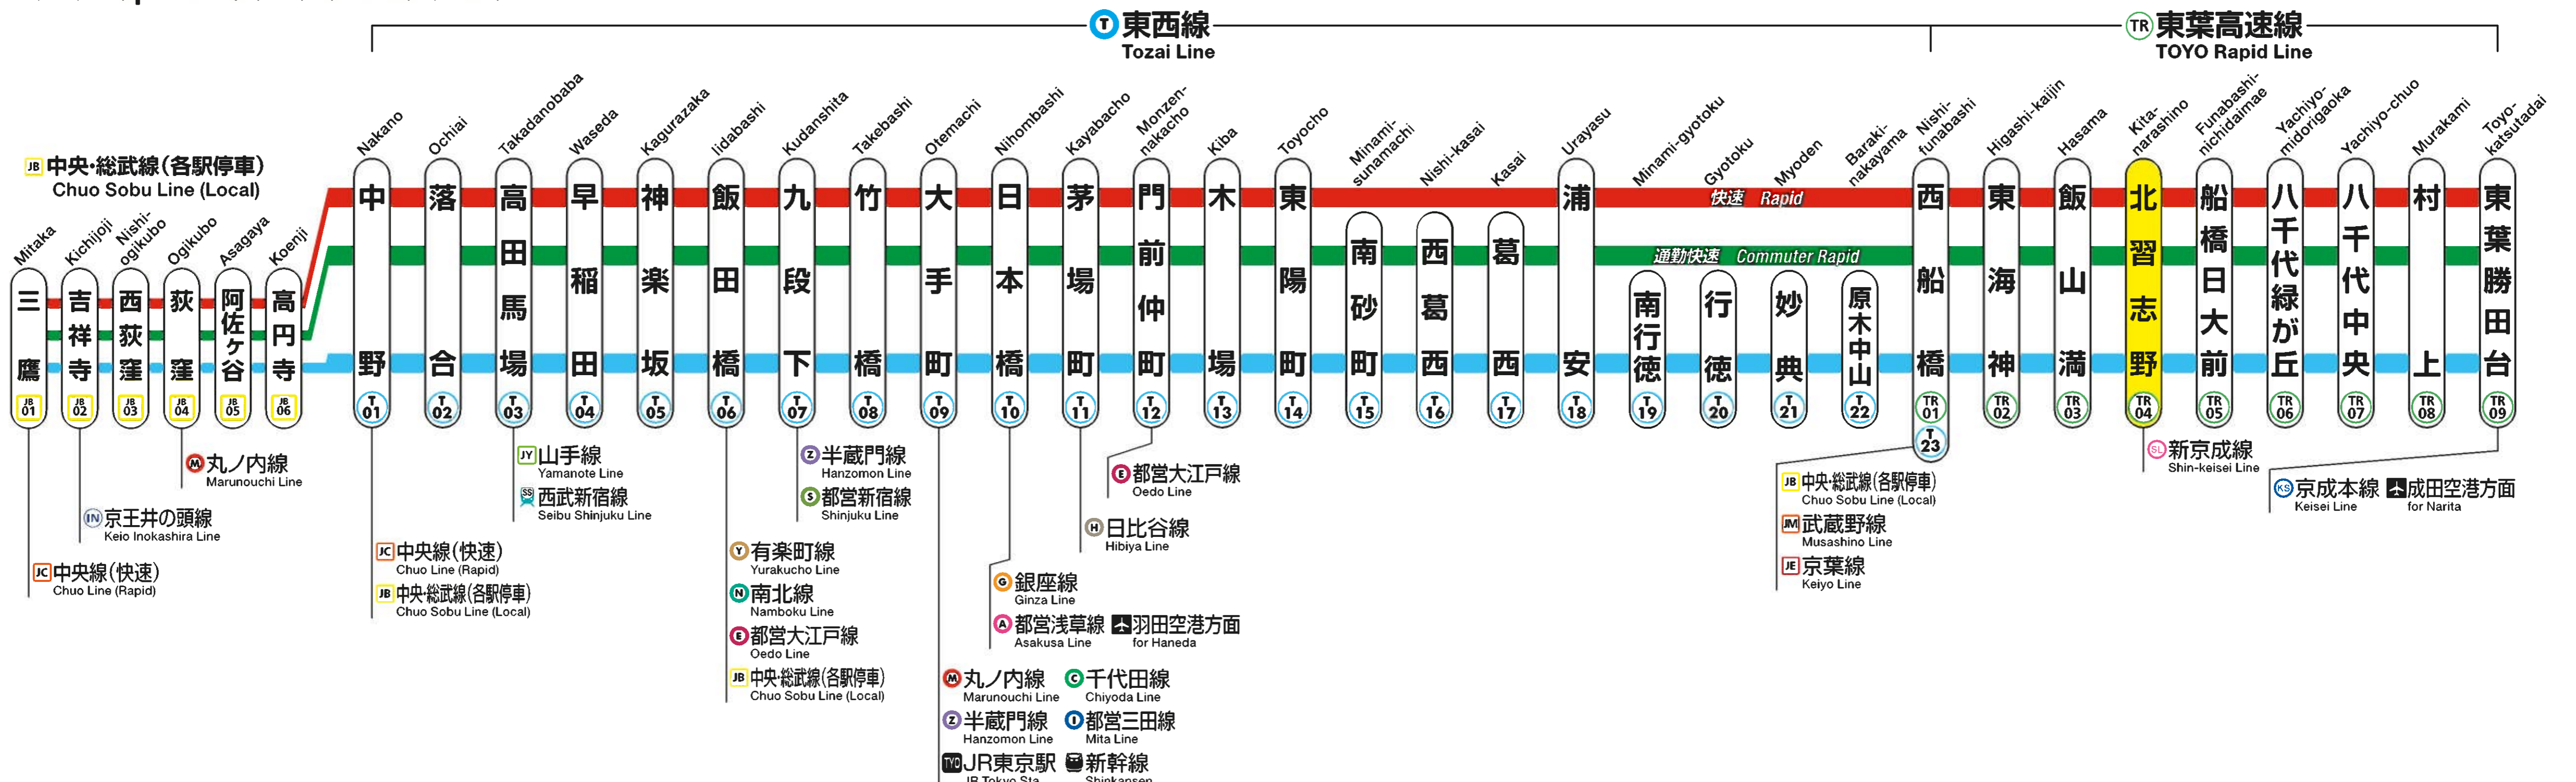 T 東西線
Tozai Line
TR 東葉高速線
TOYO Rapid Line
JB 中央・総武線（各駅停車）
Chuo Sobu Line (Local)
Mitaka
Kichijoji
Nishi-
ogikubo
Ogikubo
Asagaya
Koenji
Nakano
Ochiai
Takadanobaba
Waseda
Kagurazaka
Iidabashi
Kudanshita
Takebashi
Otemachi
Nihombashi
Kayabacho
Monzen-
nakacho
Kiba
Toyocho
Minami-
sunamachi
Nishi-kasai
Kasai
Urayasu
Minami-gyotoku
Gyotoku
Myoden
Baraki-
nakayama
Nishi-
funabashi
Higashi-kaijin
Hasama
Kita-
narashino
Funabashi-
nichidaimae
Yachiyo-
midorigaoka
Yachiyo-chuo
Murakami
Toyo-
katsutadai
快速 Rapid
通勤快速 Commuter Rapid
三鷹
JB 01
吉祥寺
JB 02
西荻窪
JB 03
荻窪
JB 04
阿佐ヶ谷
JB 05
高円寺
JB 06
中野
T 01
落合
T 02
高田馬場
T 03
早稲田
T 04
神楽坂
T 05
飯田橋
T 06
九段下
T 07
竹橋
T 08
大手町
T 09
日本橋
T 10
茅場町
T 11
門前仲町
T 12
木場
T 13
東陽町
T 14
南砂町
T 15
西葛西
T 16
葛西
T 17
浦安
T 18
南行徳
T 19
行徳
T 20
妙典
T 21
原木中山
T 22
西船橋
TR 01
T 23
東海神
TR 02
飯山満
TR 03
北習志野
TR 04
船橋日大前
TR 05
八千代緑が丘
TR 06
八千代中央
TR 07
村上
TR 08
東葉勝田台
TR 09
JC 中央線（快速）
Chuo Line (Rapid)
IN 京王井の頭線
Keio Inokashira Line
M 丸ノ内線
Marunouchi Line
JC 中央線（快速）
Chuo Line (Rapid)
JB 中央・総武線（各駅停車）
Chuo Sobu Line (Local)
JY 山手線
Yamanote Line
SS 西武新宿線
Seibu Shinjuku Line
Y 有楽町線
Yurakucho Line
N 南北線
Namboku Line
E 都営大江戸線
Oedo Line
JB 中央・総武線（各駅停車）
Chuo Sobu Line (Local)
Z 半蔵門線
Hanzomon Line
S 都営新宿線
Shinjuku Line
M 丸ノ内線 C 千代田線
Marunouchi Line Chiyoda Line
Z 半蔵門線 I 都営三田線
Hanzomon Line Mita Line
TYO JR東京駅 新幹線
JR Tokyo Sta. Shinkansen
G 銀座線
Ginza Line
A 都営浅草線 羽田空港方面
Asakusa Line for Haneda
H 日比谷線
Hibiya Line
E 都営大江戸線
Oedo Line
JB 中央・総武線（各駅停車）
Chuo Sobu Line (Local)
JM 武蔵野線
Musashino Line
JE 京葉線
Keiyo Line
SL 新京成線
Shin-keisei Line
KS 京成本線 成田空港方面
Keisei Line for Narita